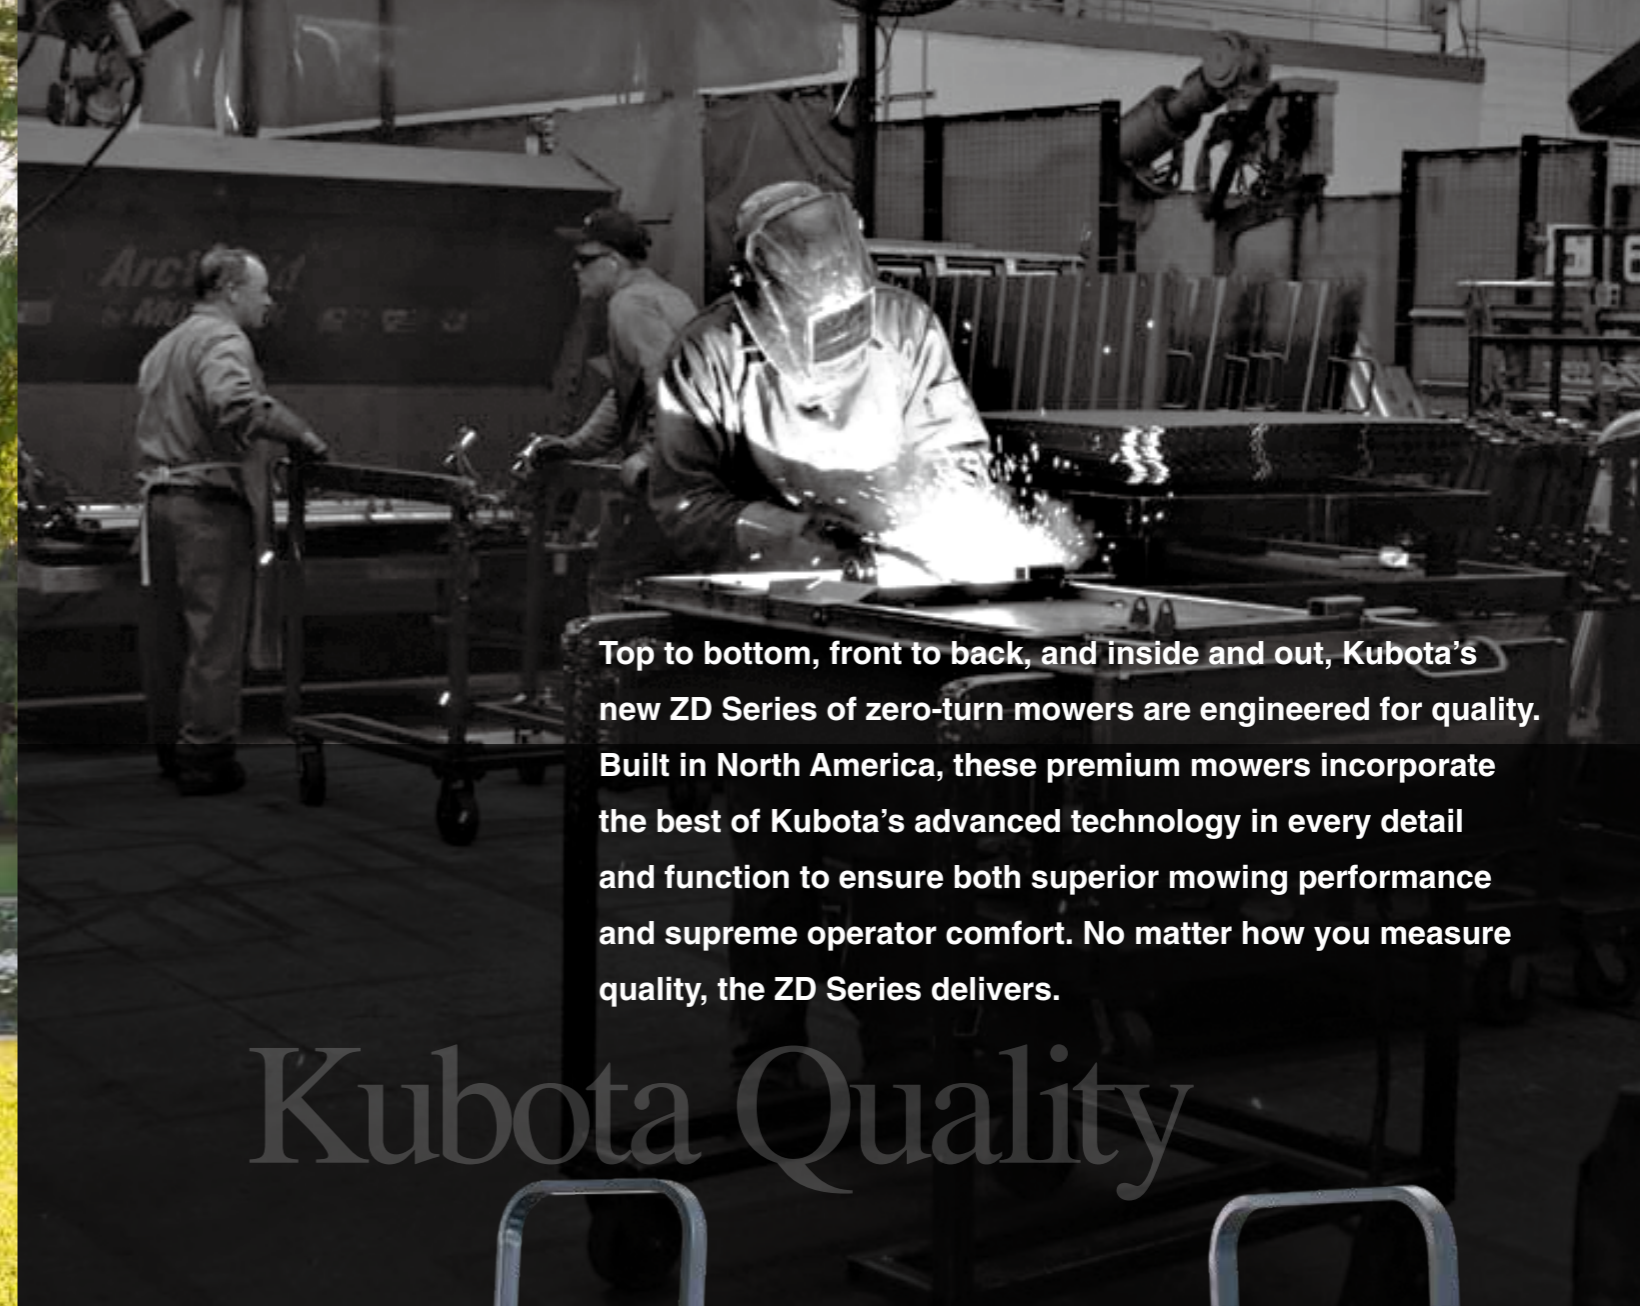 Top to bottom, front to back, and inside and out, Kubota’s
new ZD Series of zero-turn mowers are engineered for quality.
Built in North America, these premium mowers incorporate
the best of Kubota’s advanced technology in every detail
and function to ensure both superior mowing performance
and supreme operator comfort. No matter how you measure
quality, the ZD Series delivers.
Kubota Quality